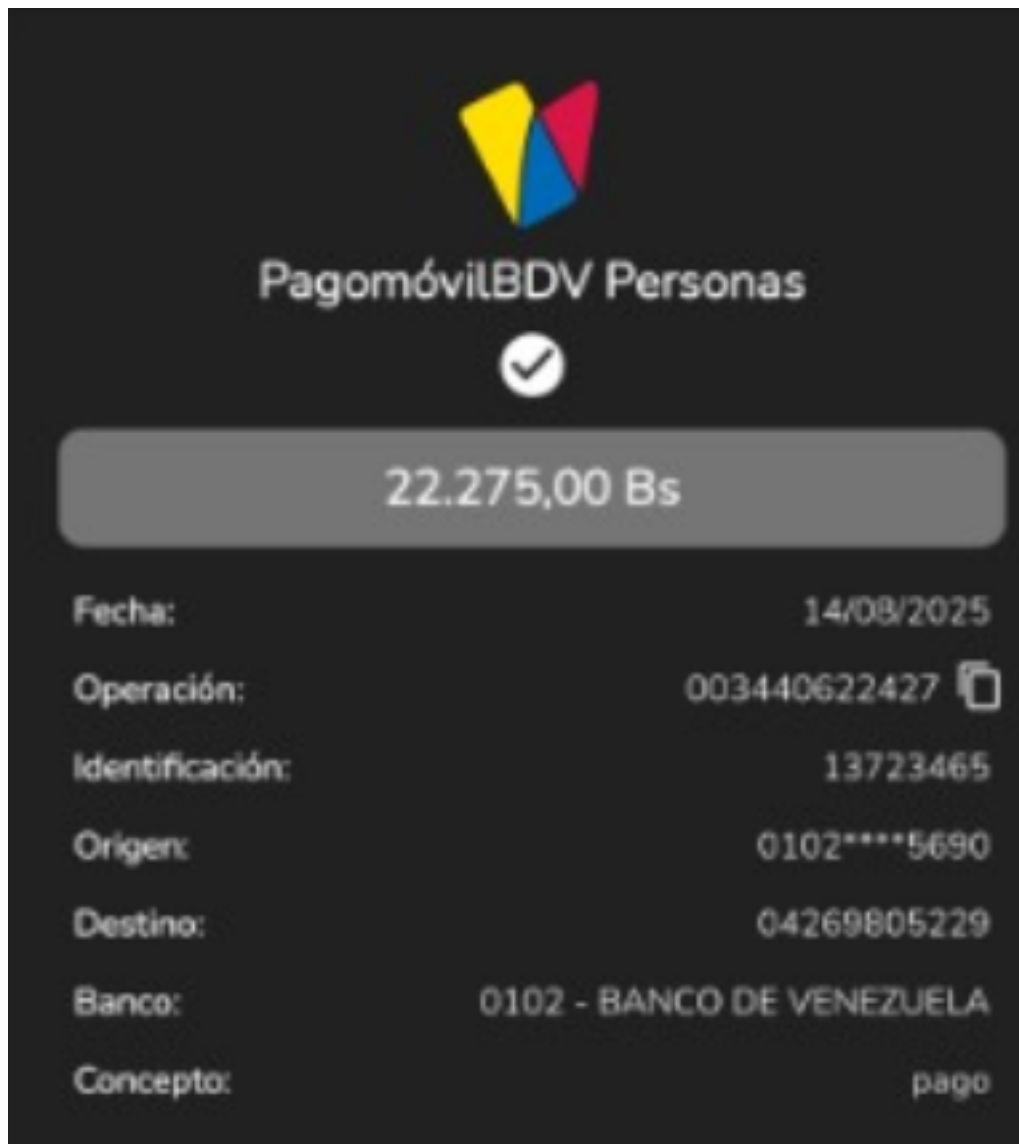 PagomóvilBDV Personas
22.275,00 Bs
Fecha: 14/08/2025
Operación: 003440622427
Identificación: 13723465
Origen: 0102****5690
Destino: 04269805229
Banco: 0102 - BANCO DE VENEZUELA
Concepto: pago